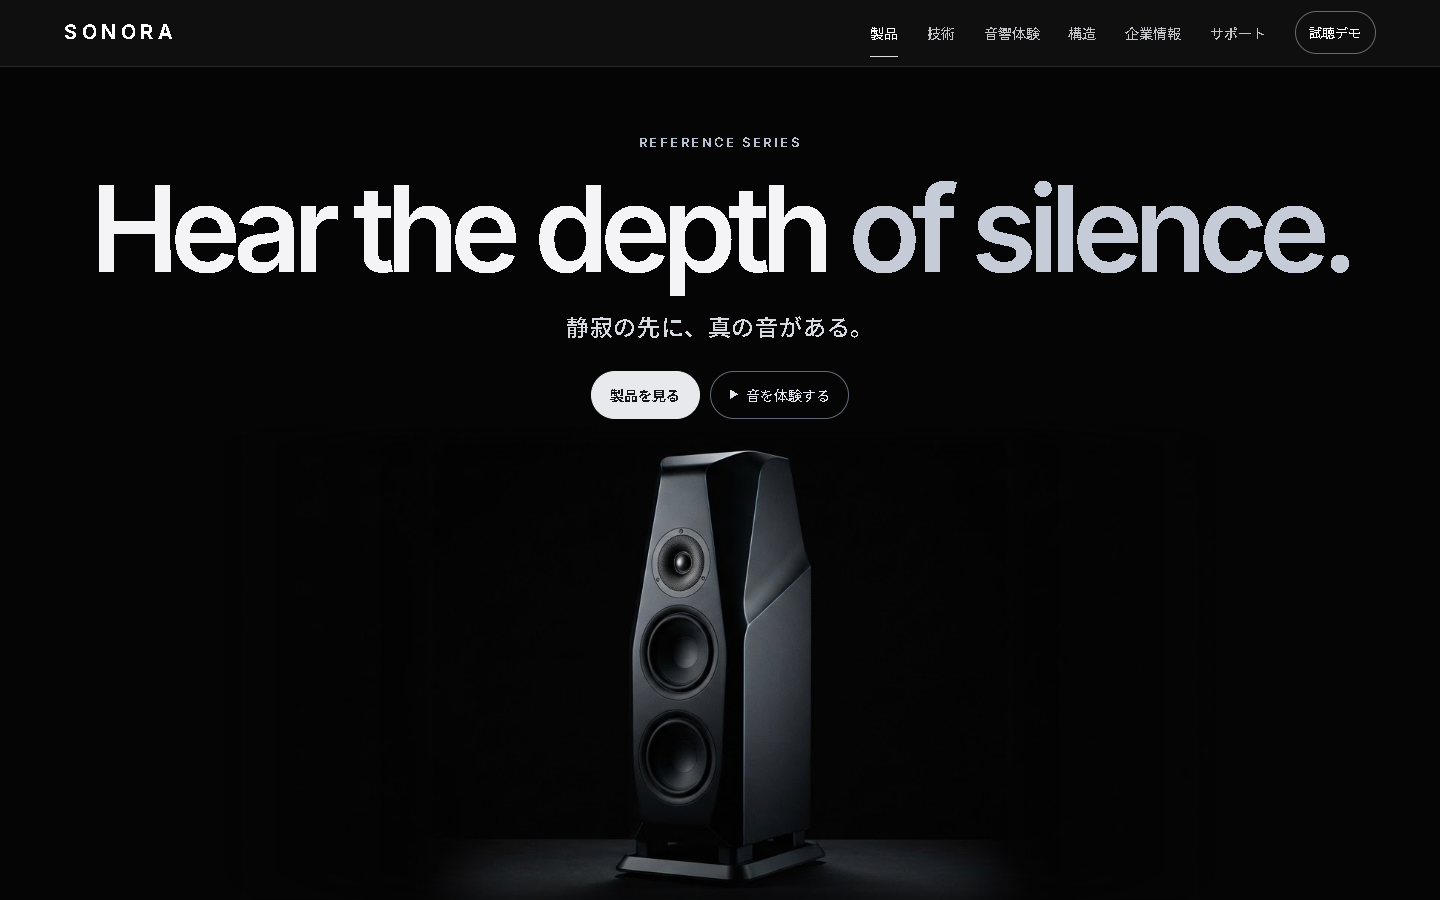 SONORA
製品 技術 音響体験 構造 企業情報 サポート 試聴デモ
REFERENCE SERIES
Hear the depth of silence.
静寂の先に、真の音がある。
製品を見る ▶ 音を体験する